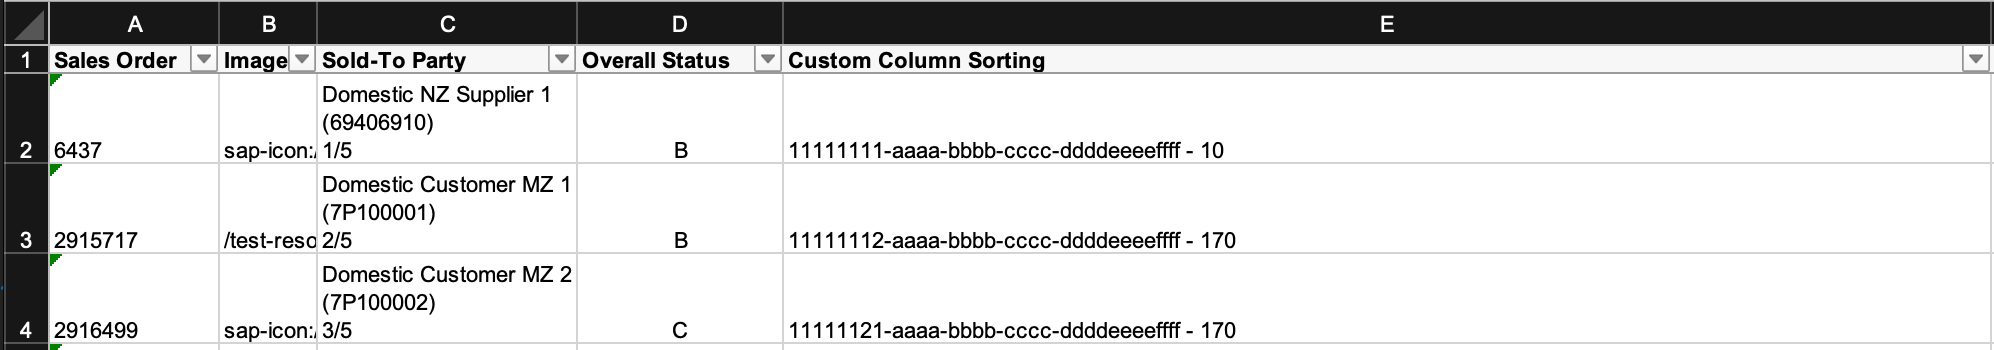 A B C D E
1 Sales Order Image Sold-To Party Overall Status Custom Column Sorting
Domestic NZ Supplier 1
(69406910)
2 6437 sap-icon:/ 1/5 B 11111111-aaaa-bbbb-cccc-ddddeeeeffff - 10
Domestic Customer MZ 1
(7P100001)
3 2915717 /test-reso 2/5 B 11111112-aaaa-bbbb-cccc-ddddeeeeffff - 170
Domestic Customer MZ 2
(7P100002)
4 2916499 sap-icon:/ 3/5 C 11111121-aaaa-bbbb-cccc-ddddeeeeffff - 170